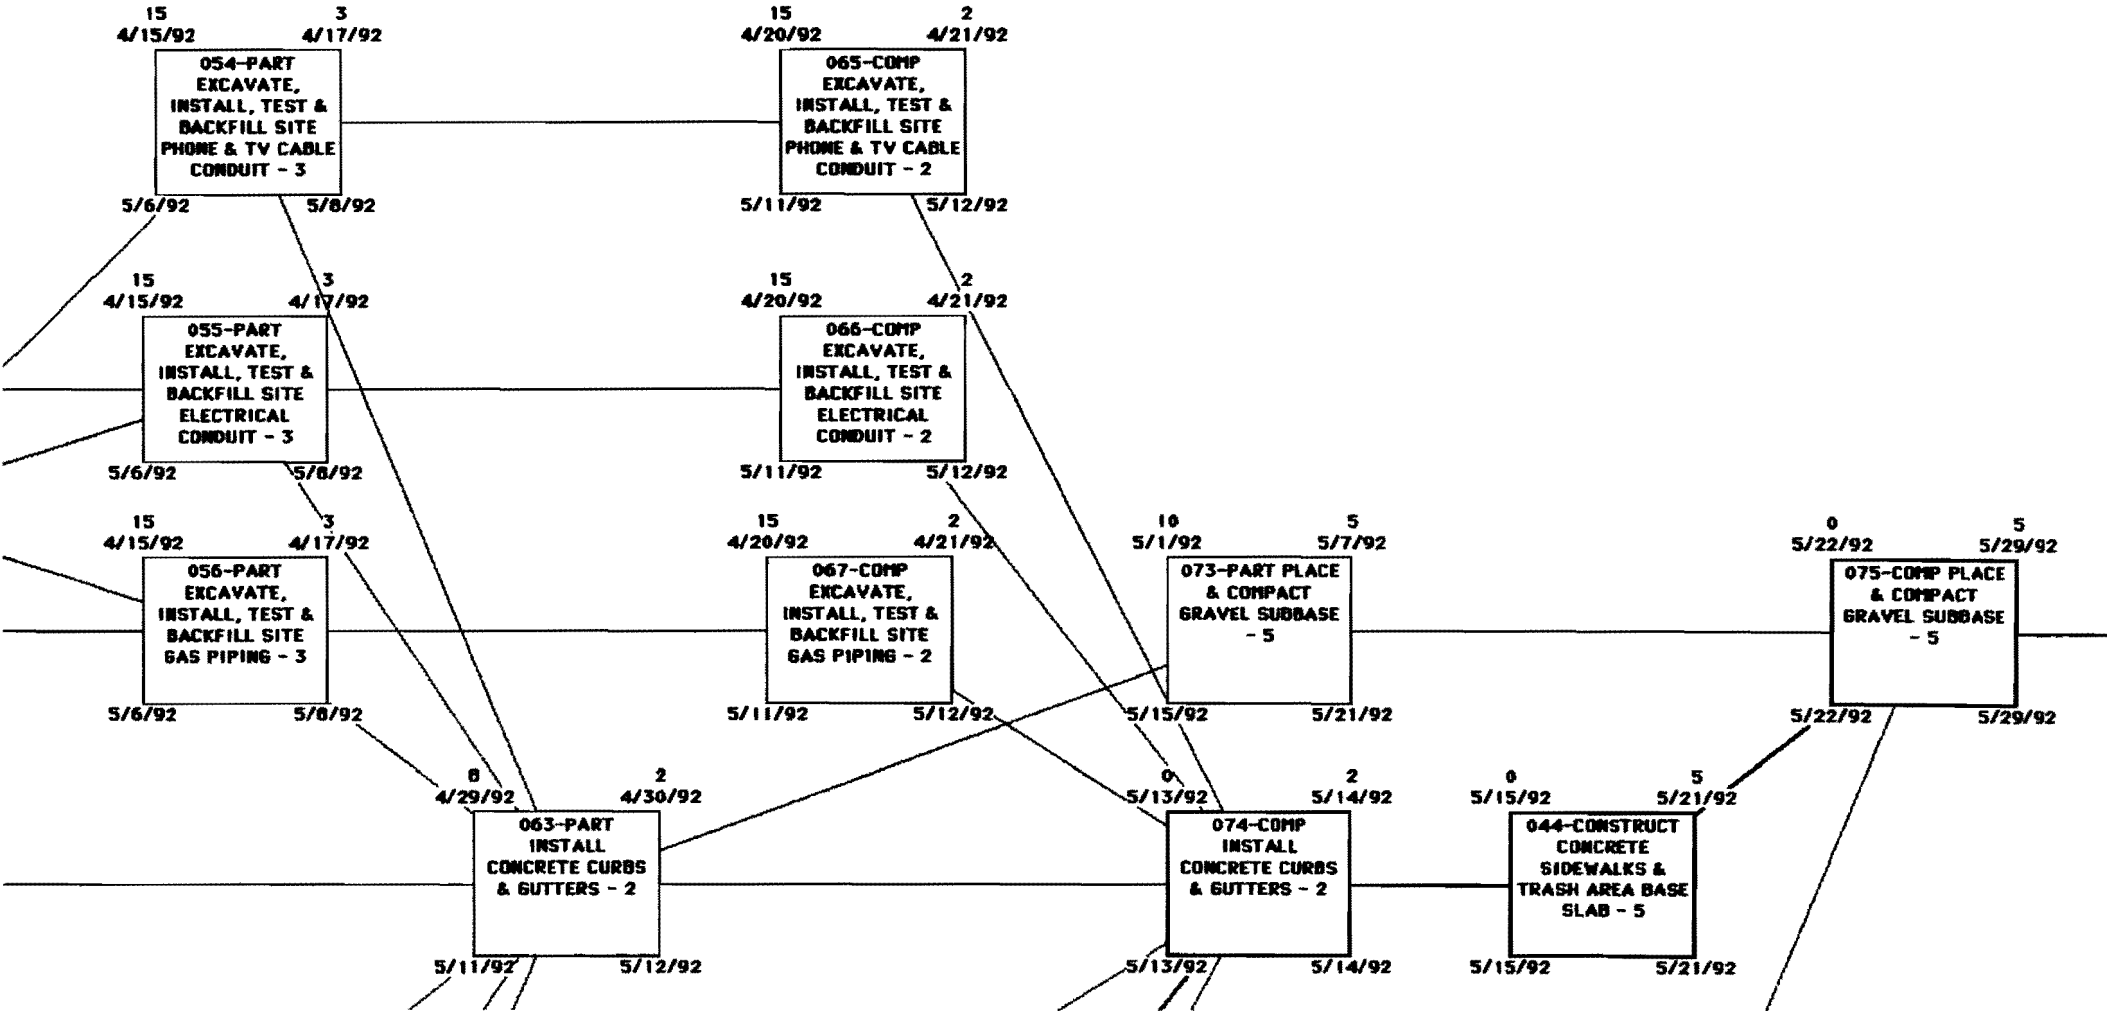 15 3
4/15/92 4/17/92
054-PART
EXCAVATE,
INSTALL, TEST &
BACKFILL SITE
PHONE & TV CABLE
CONDUIT - 3
5/6/92 5/8/92
15 2
4/20/92 4/21/92
065-COMP
EXCAVATE,
INSTALL, TEST &
BACKFILL SITE
PHONE & TV CABLE
CONDUIT - 2
5/11/92 5/12/92
15 3
4/15/92 4/17/92
055-PART
EXCAVATE,
INSTALL, TEST &
BACKFILL SITE
ELECTRICAL
CONDUIT - 3
5/6/92 5/8/92
15 2
4/20/92 4/21/92
066-COMP
EXCAVATE,
INSTALL, TEST &
BACKFILL SITE
ELECTRICAL
CONDUIT - 2
5/11/92 5/12/92
15 3
4/15/92 4/17/92
056-PART
EXCAVATE,
INSTALL, TEST &
BACKFILL SITE
GAS PIPING - 3
5/6/92 5/8/92
15 2
4/20/92 4/21/92
067-COMP
EXCAVATE,
INSTALL, TEST &
BACKFILL SITE
GAS PIPING - 2
5/11/92 5/12/92
10 5
5/1/92 5/7/92
073-PART PLACE
& COMPACT
GRAVEL SUBBASE
- 5
5/15/92 5/21/92
0 5
5/22/92 5/29/92
075-COMP PLACE
& COMPACT
GRAVEL SUBBASE
- 5
5/22/92 5/29/92
8 2
4/29/92 4/30/92
063-PART
INSTALL
CONCRETE CURBS
& GUTTERS - 2
5/11/92 5/12/92
0 2
5/13/92 5/14/92
074-COMP
INSTALL
CONCRETE CURBS
& GUTTERS - 2
5/13/92 5/14/92
0 5
5/15/92 5/21/92
044-CONSTRUCT
CONCRETE
SIDEWALKS &
TRASH AREA BASE
SLAB - 5
5/15/92 5/21/92